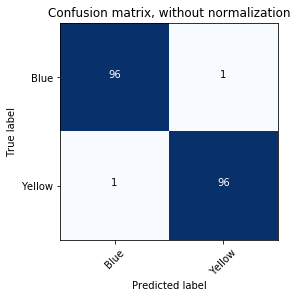 Confusion matrix, without normalization
Blue
96
1
True label
Yellow
1
96
Blue
Yellow
Predicted label